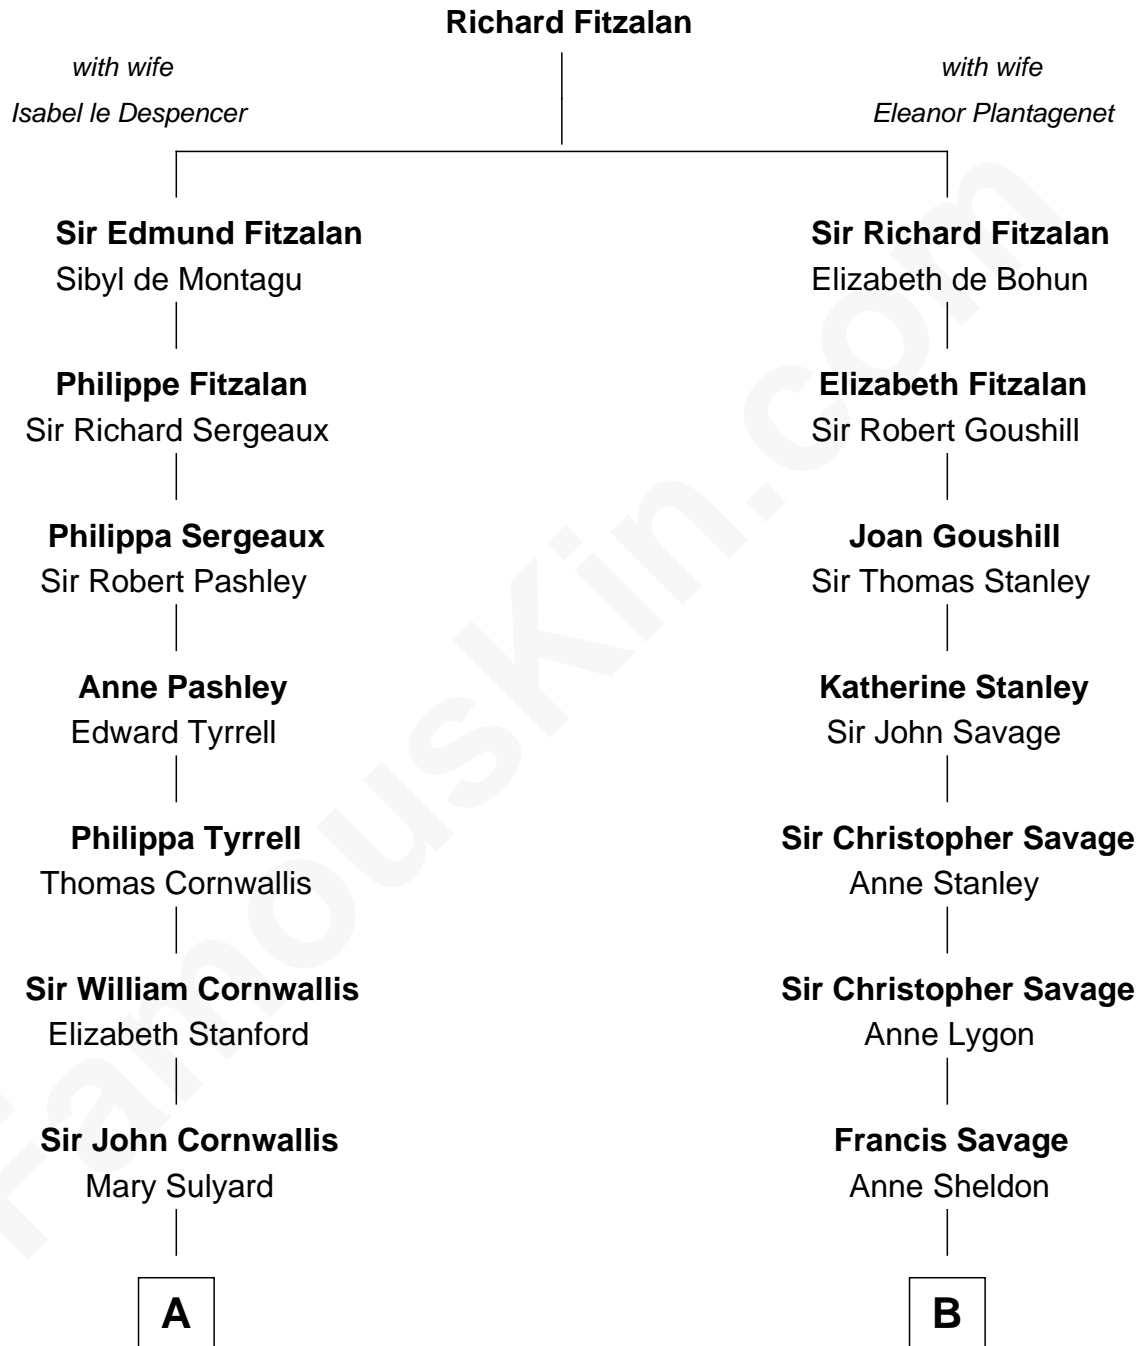 Richard Fitzalan
with wife
Isabel le Despencer
with wife
Eleanor Plantagenet
Sir Edmund Fitzalan
Sibyl de Montagu
Sir Richard Fitzalan
Elizabeth de Bohun
Philippe Fitzalan
Sir Richard Sergeaux
Elizabeth Fitzalan
Sir Robert Goushill
Philippa Sergeaux
Sir Robert Pashley
Joan Goushill
Sir Thomas Stanley
Anne Pashley
Edward Tyrrell
Katherine Stanley
Sir John Savage
Philippa Tyrrell
Thomas Cornwallis
Sir Christopher Savage
Anne Stanley
Sir William Cornwallis
Elizabeth Stanford
Sir Christopher Savage
Anne Lygon
Sir John Cornwallis
Mary Sulyard
Francis Savage
Anne Sheldon
A
B
FamousKin.com